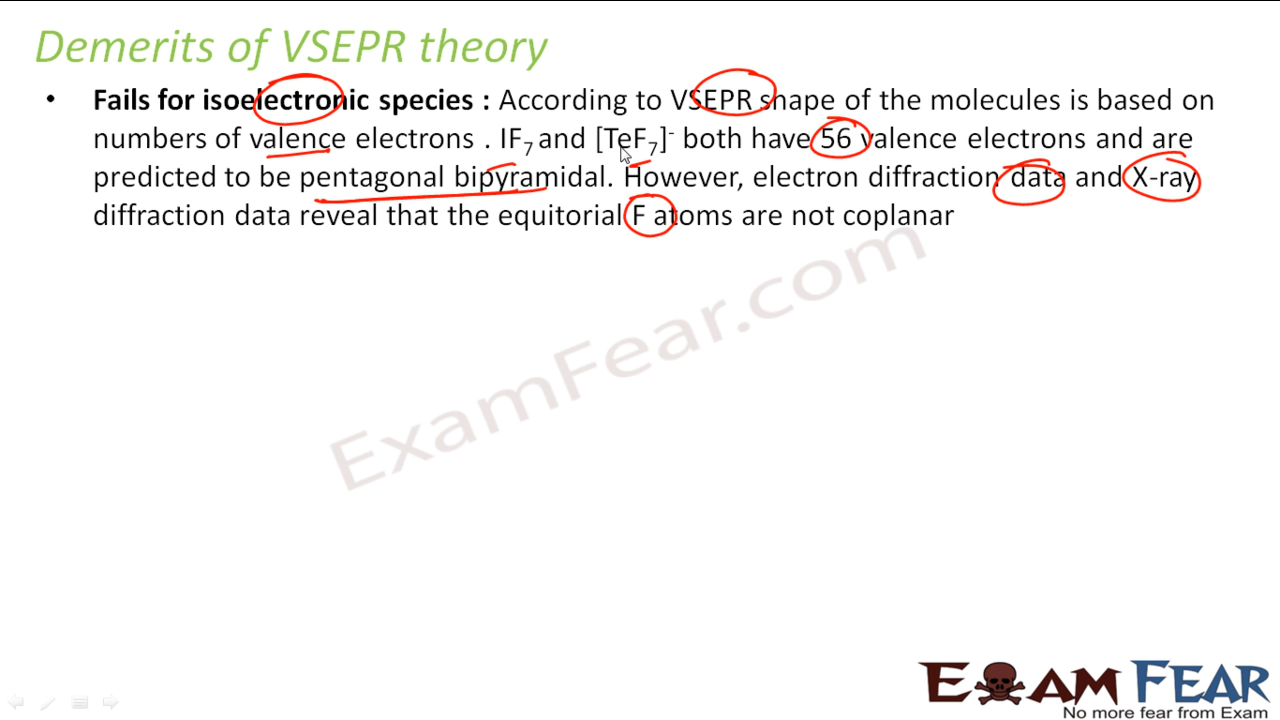 Demerits of VSEPR theory
• Fails for isoelectronic species : According to VSEPR shape of the molecules is based on
numbers of valence electrons . IF₇ and [TeF₇]⁻ both have 56 valence electrons and are
predicted to be pentagonal bipyramidal. However, electron diffraction data and X-ray
diffraction data reveal that the equitorial F atoms are not coplanar
ExamFear.com
EXAM FEAR
No more fear from Exam